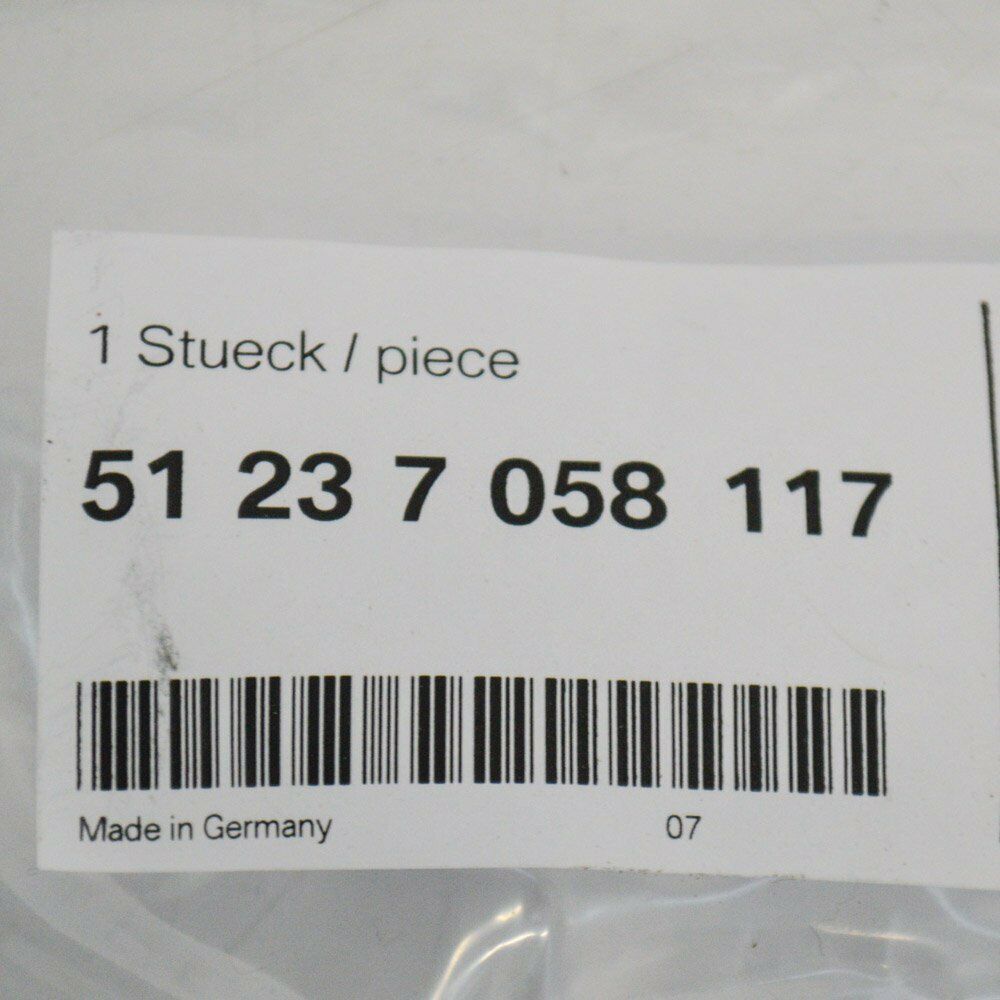 1 Stueck / piece
51 23 7 058 117
Made in Germany 07